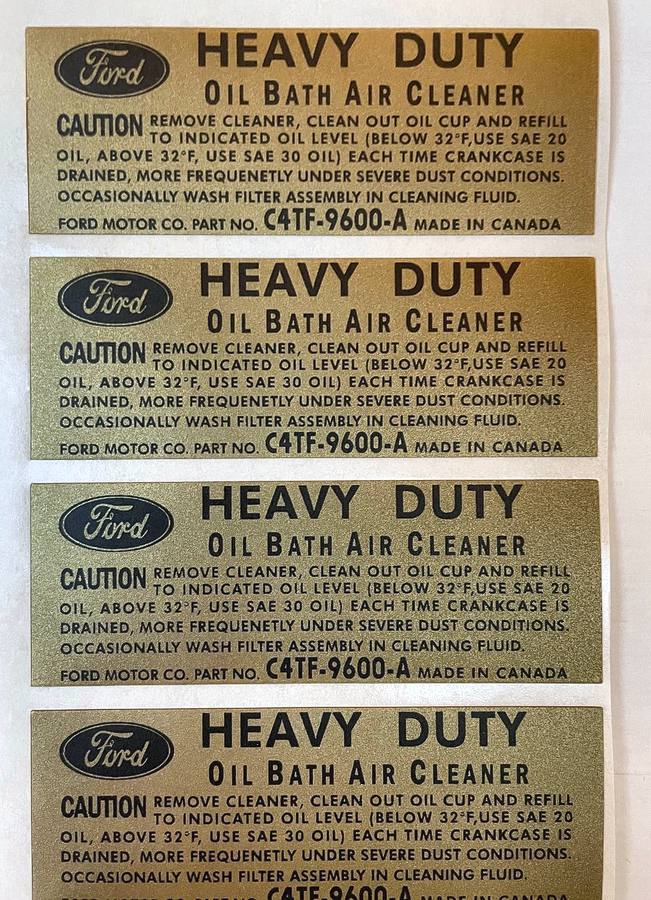 Ford
HEAVY DUTY
OIL BATH AIR CLEANER
CAUTION REMOVE CLEANER, CLEAN OUT OIL CUP AND REFILL
TO INDICATED OIL LEVEL (BELOW 32°F,USE SAE 20
OIL, ABOVE 32°F, USE SAE 30 OIL) EACH TIME CRANKCASE IS
DRAINED, MORE FREQUENETLY UNDER SEVERE DUST CONDITIONS.
OCCASIONALLY WASH FILTER ASSEMBLY IN CLEANING FLUID.
FORD MOTOR CO. PART NO. C4TF-9600-A MADE IN CANADA
Ford
HEAVY DUTY
OIL BATH AIR CLEANER
CAUTION REMOVE CLEANER, CLEAN OUT OIL CUP AND REFILL
TO INDICATED OIL LEVEL (BELOW 32°F,USE SAE 20
OIL, ABOVE 32°F, USE SAE 30 OIL) EACH TIME CRANKCASE IS
DRAINED, MORE FREQUENETLY UNDER SEVERE DUST CONDITIONS.
OCCASIONALLY WASH FILTER ASSEMBLY IN CLEANING FLUID.
FORD MOTOR CO. PART NO. C4TF-9600-A MADE IN CANADA
Ford
HEAVY DUTY
OIL BATH AIR CLEANER
CAUTION REMOVE CLEANER, CLEAN OUT OIL CUP AND REFILL
TO INDICATED OIL LEVEL (BELOW 32°F,USE SAE 20
OIL, ABOVE 32°F, USE SAE 30 OIL) EACH TIME CRANKCASE IS
DRAINED, MORE FREQUENETLY UNDER SEVERE DUST CONDITIONS.
OCCASIONALLY WASH FILTER ASSEMBLY IN CLEANING FLUID.
FORD MOTOR CO. PART NO. C4TF-9600-A MADE IN CANADA
Ford
HEAVY DUTY
OIL BATH AIR CLEANER
CAUTION REMOVE CLEANER, CLEAN OUT OIL CUP AND REFILL
TO INDICATED OIL LEVEL (BELOW 32°F,USE SAE 20
OIL, ABOVE 32°F, USE SAE 30 OIL) EACH TIME CRANKCASE IS
DRAINED, MORE FREQUENETLY UNDER SEVERE DUST CONDITIONS.
OCCASIONALLY WASH FILTER ASSEMBLY IN CLEANING FLUID.
C4TF-9600-A MADE IN CANADA